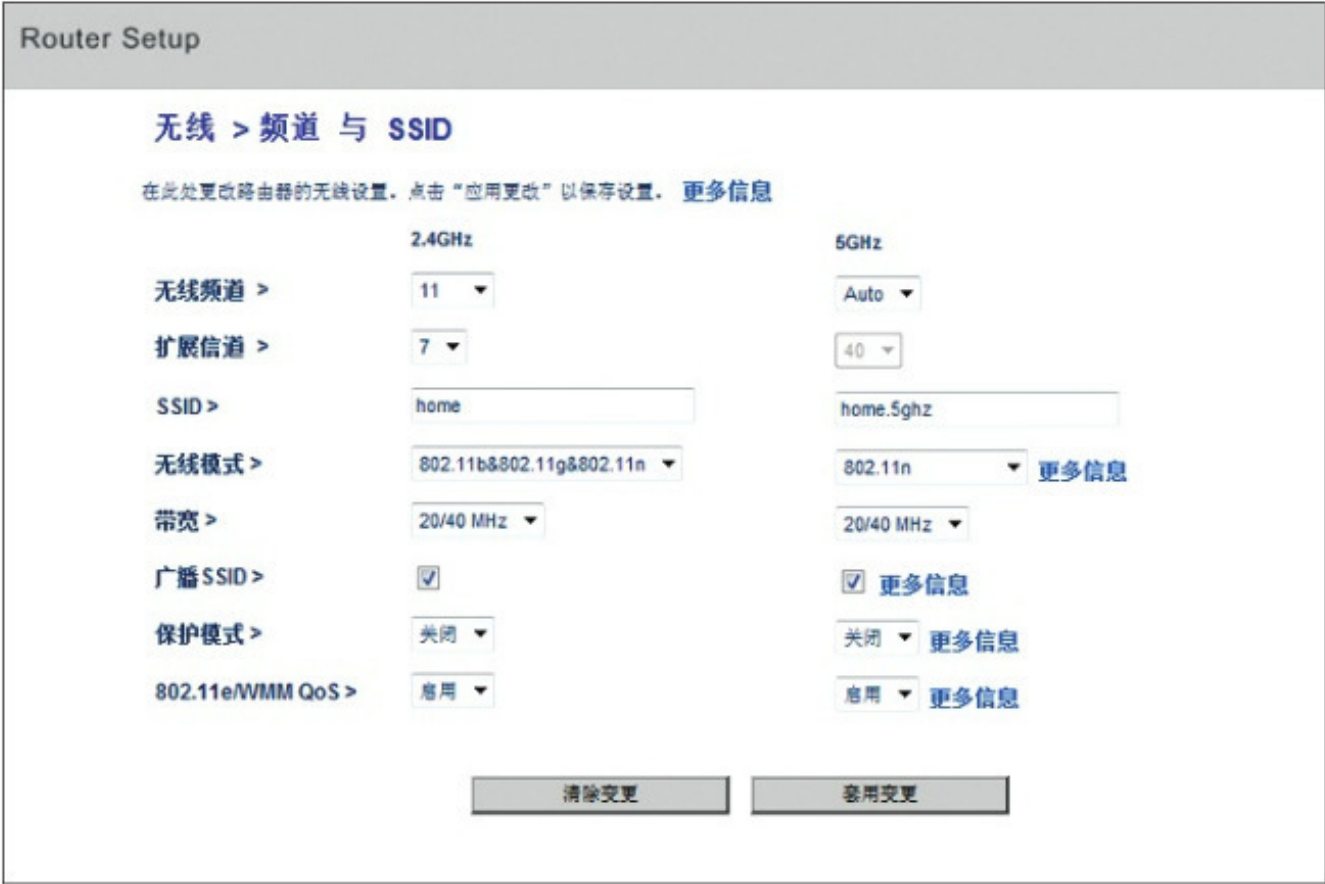 Router Setup
无线 > 频道 与 SSID
在此处更改路由器的无线设置。点击“应用更改”以保存设置。 更多信息
2.4GHz 5GHz
无线频道 > 11 Auto
扩展信道 > 7 40
SSID > home home.5ghz
无线模式 > 802.11b&802.11g&802.11n 802.11n 更多信息
带宽 > 20/40 MHz 20/40 MHz
广播 SSID > 更多信息
保护模式 > 关闭 关闭 更多信息
802.11e/WMM QoS > 启用 启用 更多信息
清除变更 套用变更